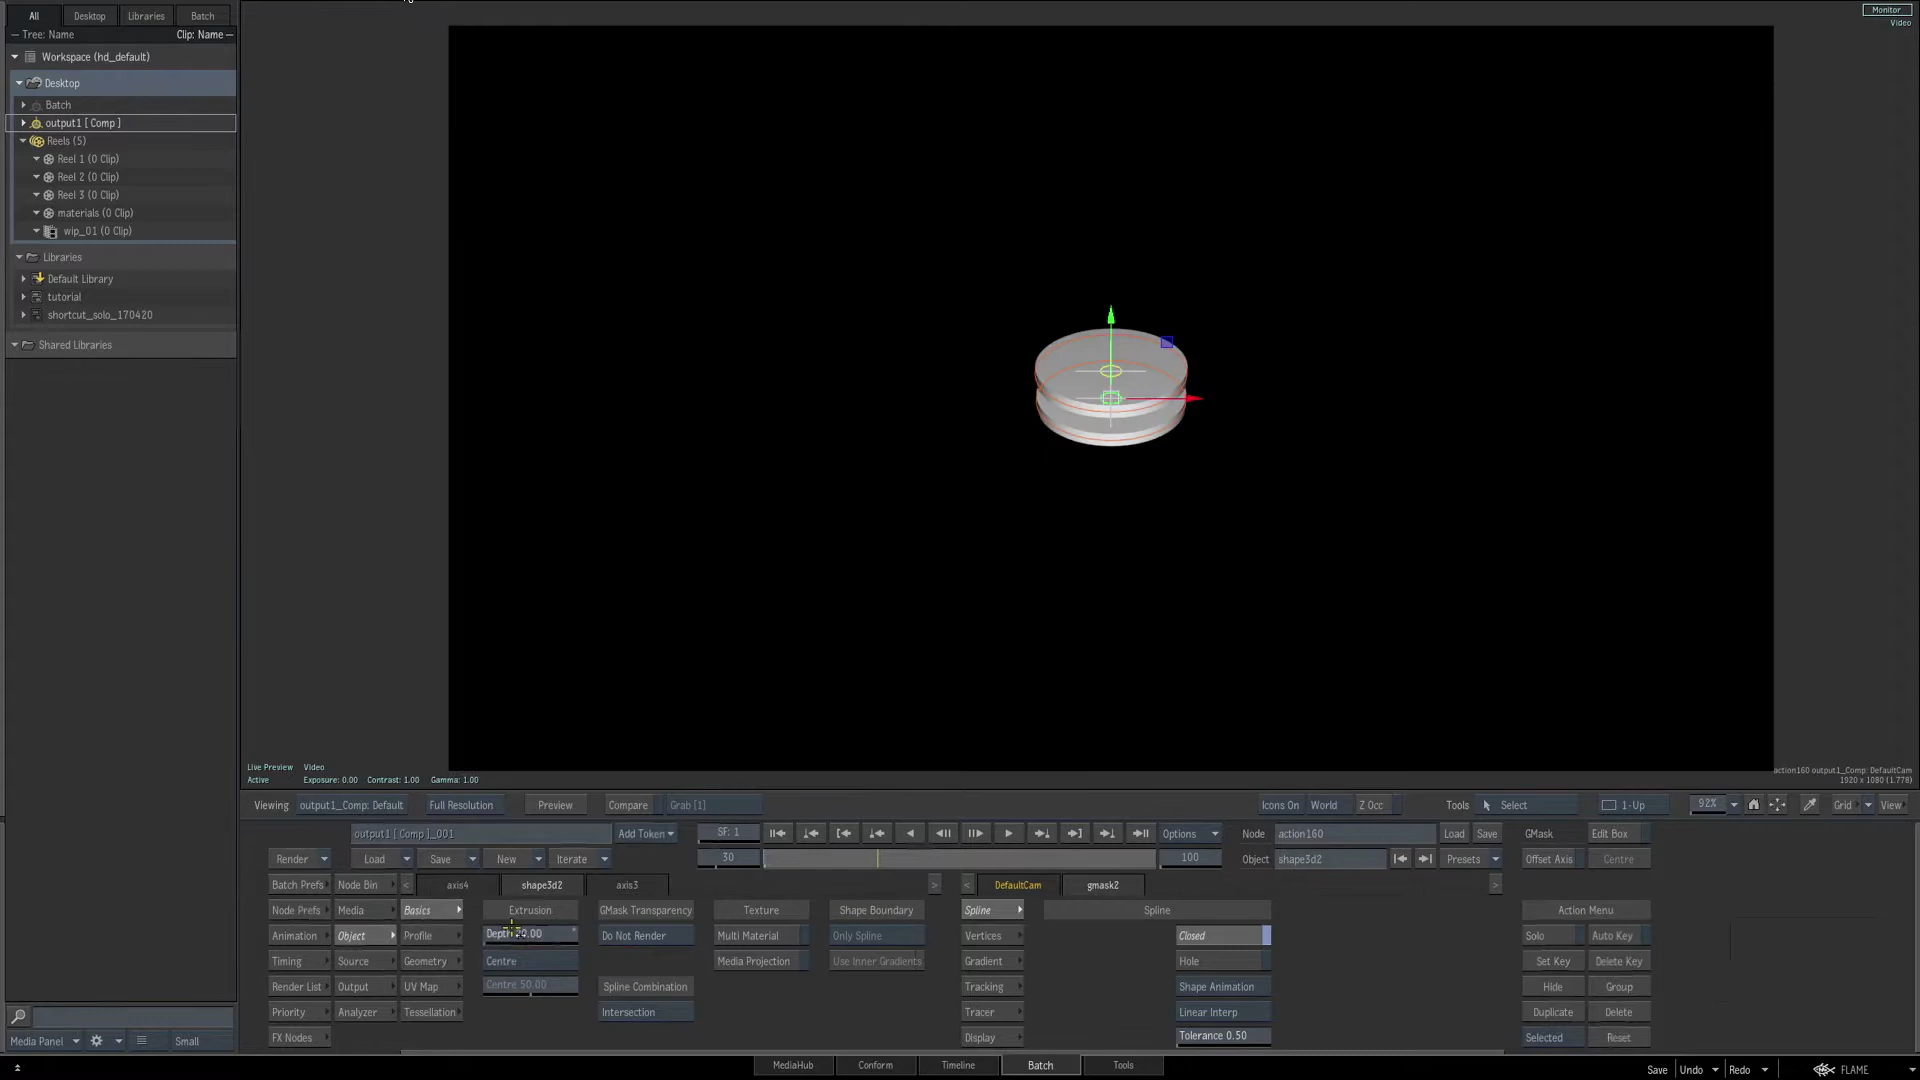 All Desktop Libraries Batch
Tree: Name Clip: Name
Workspace (hd_default)
Desktop
Batch
output1 [ Comp ]
Reels (5)
Reel 1 (0 Clip)
Reel 2 (0 Clip)
Reel 3 (0 Clip)
materials (0 Clip)
wip_01 (0 Clip)
Libraries
Default Library
tutorial
shortcut_solo_170420
Shared Libraries
Monitor
Video
Live Preview Video
Active Exposure: 0.00 Contrast: 1.00 Gamma: 1.00
action160 output1_Comp: DefaultCam
1920 x 1080 (1.778)
Viewing output1_Comp: Default Full Resolution Preview Compare Grab [1] Icons On World Z Occ Tools Select 1-Up 92% Grid View
output1 [ Comp ]_001 Add Token SF: 1 Options Node action160 Load Save GMask Edit Box
Render Load Save New Iterate 30 100 Object shape3d2 Presets Offset Axis Centre
Batch Prefs Node Bin < axis4 shape3d2 axis3 > < DefaultCam gmask2 >
Node Prefs Media Basics Extrusion GMask Transparency Texture Shape Boundary Spline Spline Action Menu
Animation Object Profile Do Not Render Multi Material Only Spline Vertices Closed Solo Auto Key
Timing Source Geometry Centre Media Projection Use Inner Gradients Gradient Hole Set Key Delete Key
Render List Output UV Map Centre 50.00 Spline Combination Tracking Shape Animation Hide Group
Priority Analyzer Tessellation Intersection Tracer Linear Interp Duplicate Delete
FX Nodes Display Tolerance 0.50 Selected Reset
Media Panel Small
MediaHub Conform Timeline Batch Tools
Save Undo Redo FLAME